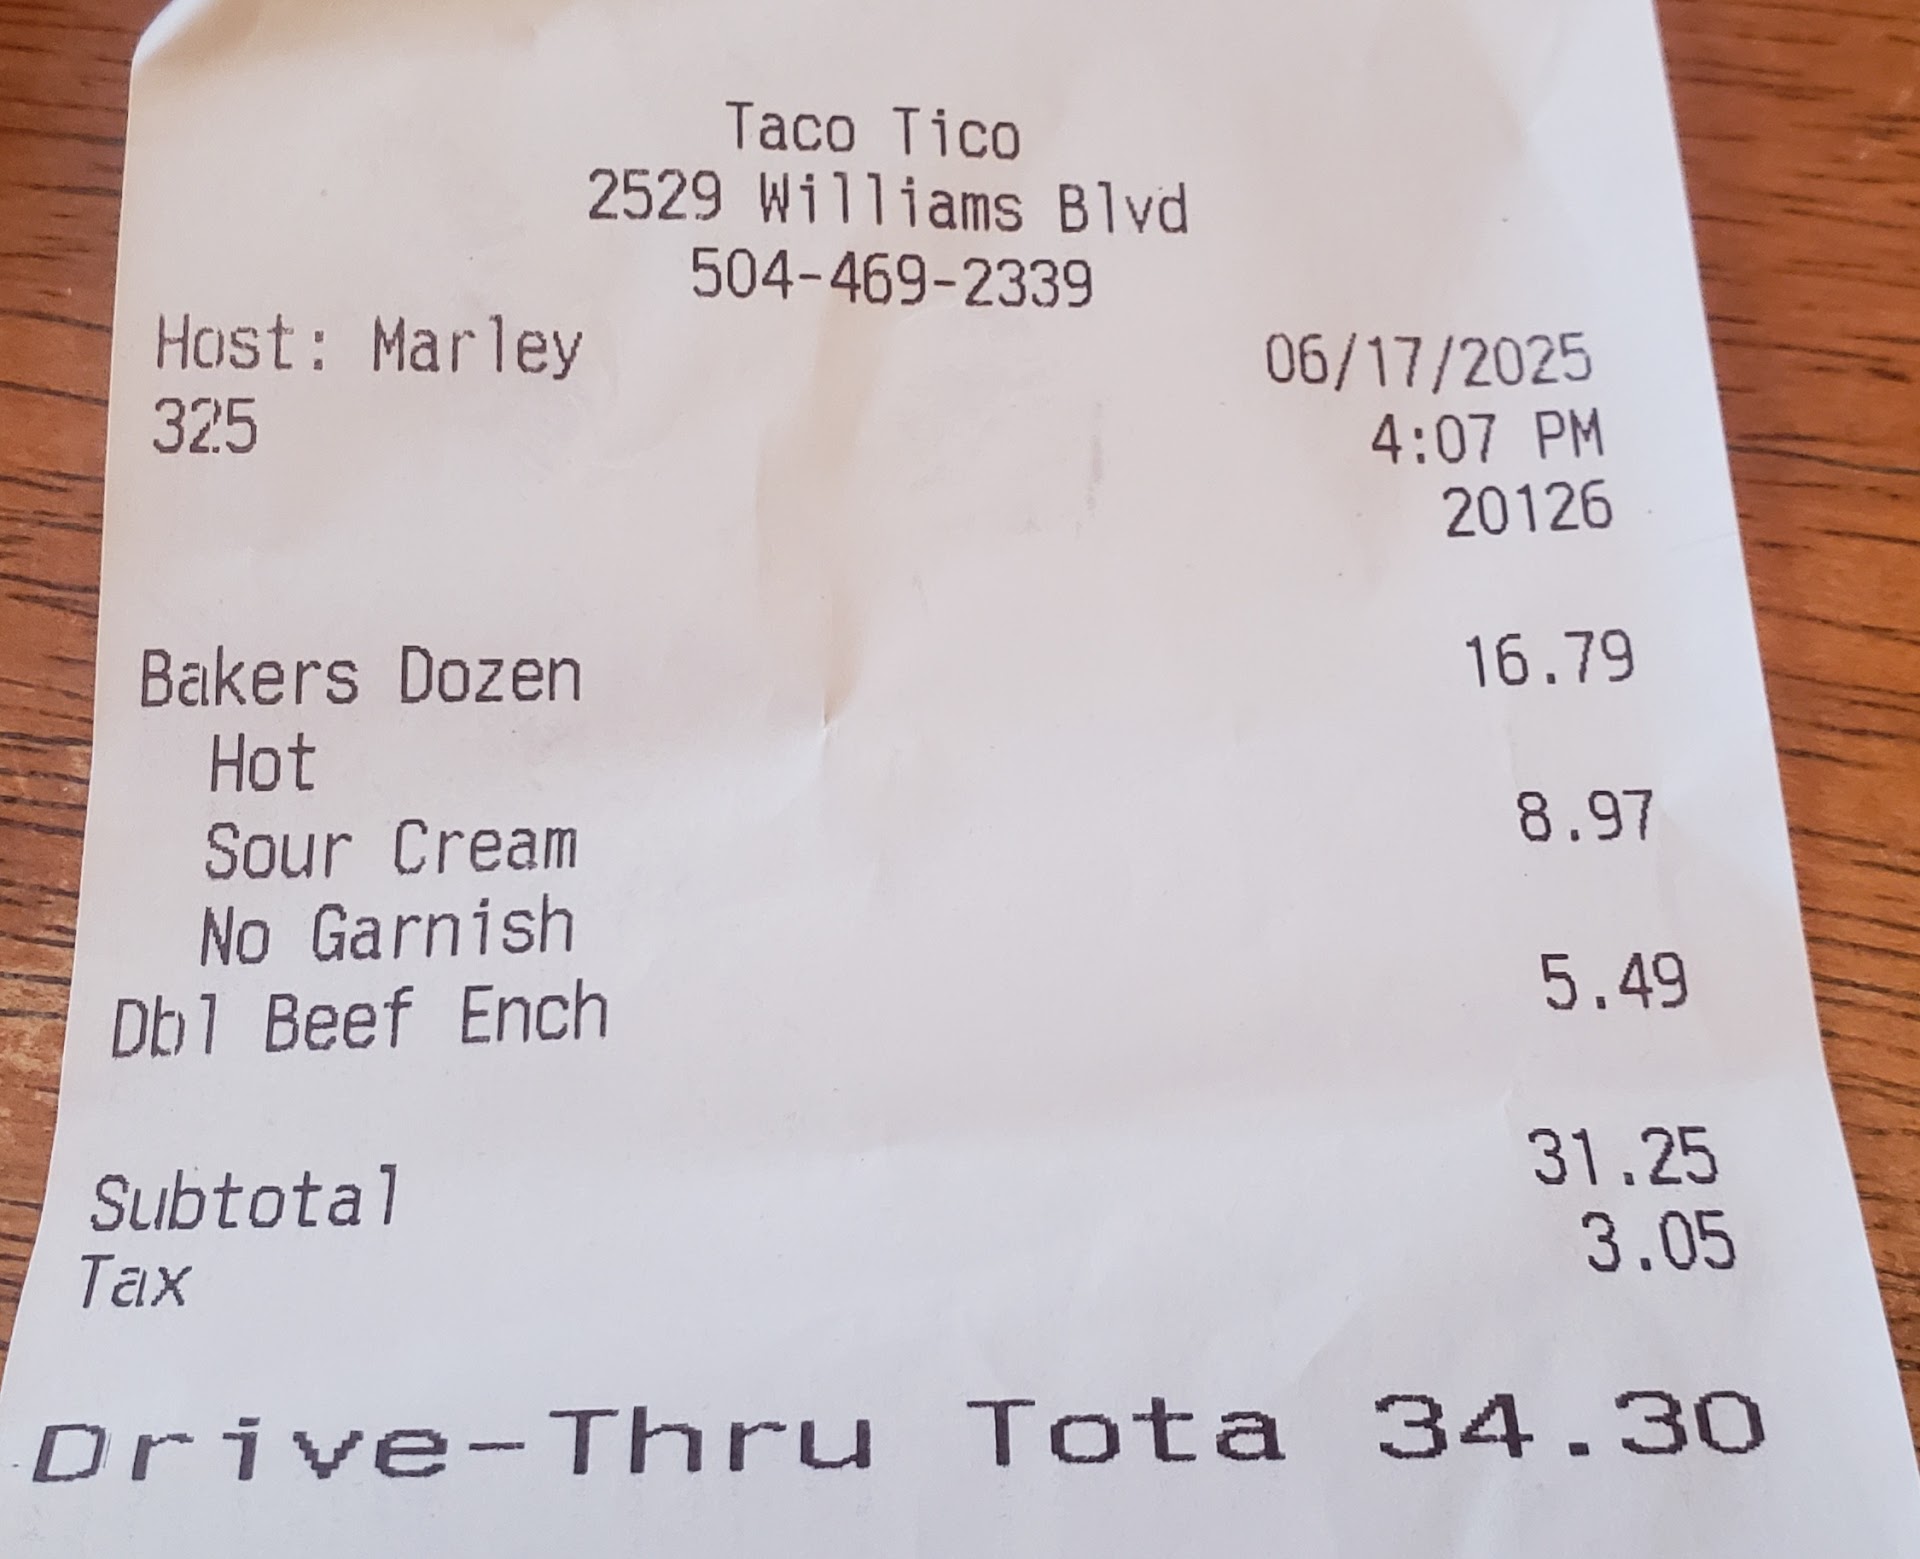 Taco Tico
2529 Williams Blvd
504-469-2339
Host: Marley 06/17/2025
325 4:07 PM
20126
Bakers Dozen 16.79
Hot
Sour Cream 8.97
No Garnish
Dbl Beef Ench 5.49
Subtotal 31.25
Tax 3.05
Drive-Thru Tota 34.30